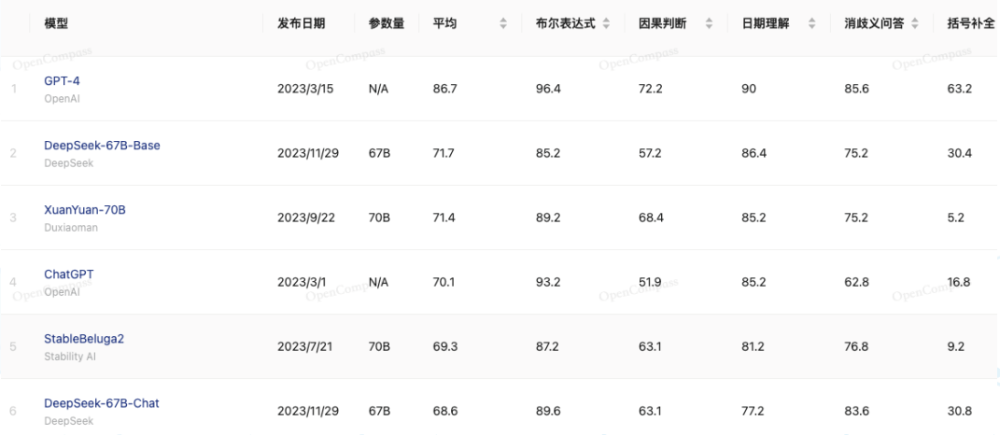 模型 发布日期 参数量 平均 布尔表达式 因果判断 日期理解 消歧义问答 括号补全
OpenCompass OpenCompass OpenCompass OpenCompass
1 GPT-4 2023/3/15 N/A 86.7 96.4 72.2 90 85.6 63.2
OpenAI
2 DeepSeek-67B-Base 2023/11/29 67B 71.7 85.2 57.2 86.4 75.2 30.4
DeepSeek
3 XuanYuan-70B 2023/9/22 70B 71.4 89.2 68.4 85.2 75.2 5.2
Duxiaoman
4 ChatGPT 2023/3/1 N/A 70.1 93.2 51.9 85.2 62.8 16.8
OpenAI
OpenCompass OpenCompass OpenCompass OpenCompass
5 StableBeluga2 2023/7/21 70B 69.3 87.2 63.1 81.2 76.8 9.2
Stability AI
6 DeepSeek-67B-Chat 2023/11/29 67B 68.6 89.6 63.1 77.2 83.6 30.8
DeepSeek